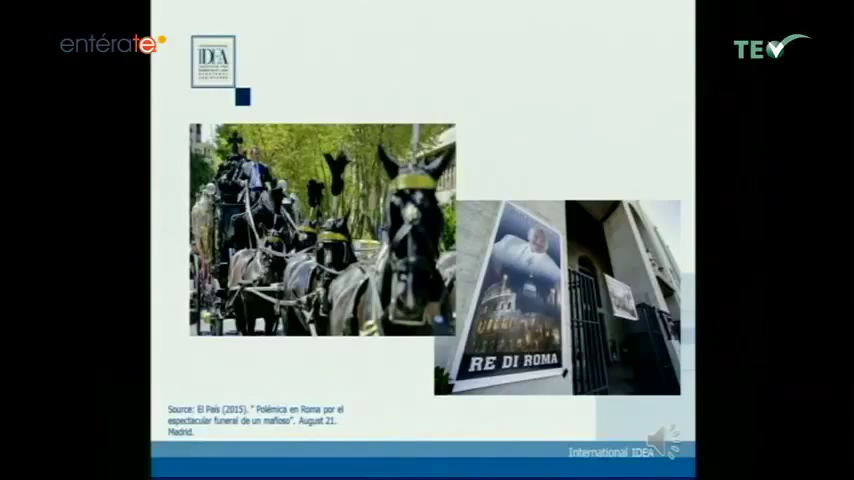 entérate
TEV
IDEA
RE DI ROMA
Source: El País (2015). " Polémica en Roma por el
espectacular funeral de un mafioso". August 21.
Madrid.
International IDEA